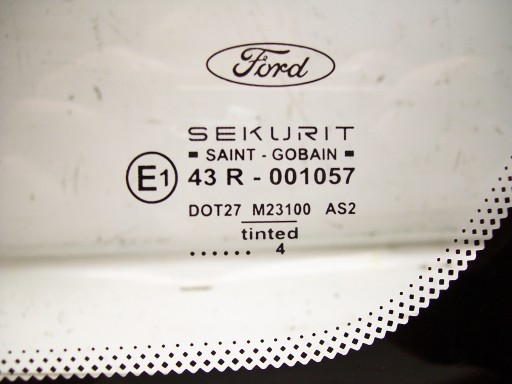 Ford
SEKURIT
SAINT - GOBAIN
E1 43 R - 001057
DOT27 M23100 AS2
tinted
...... 4